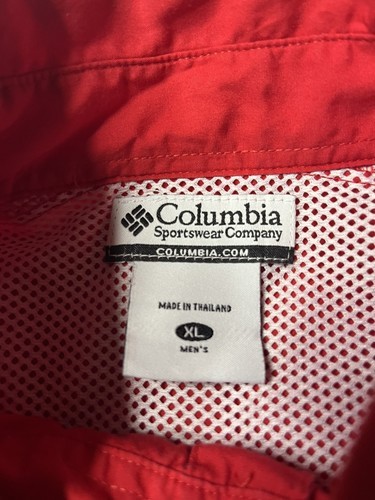 Columbia
Sportswear Company
COLUMBIA.COM
MADE IN THAILAND
XL
MEN'S